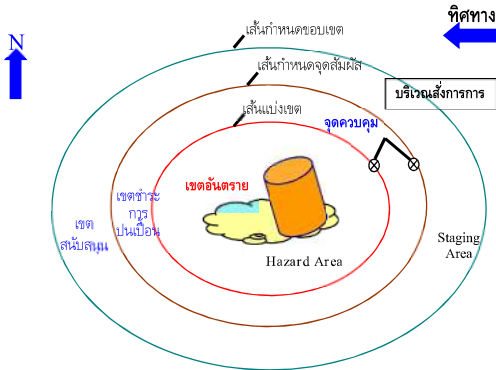 ทิศทาง
N
เส้นกำหนดขอบเขต
เส้นกำหนดจุดสัมผัส
บริเวณสั่งการการ
เส้นแบ่งเขต
จุดควบคุม
เขตอันตราย
เขตชำระ
การ
ปนเปื้อน
เขต
สนับสนุน
Staging
Area
Hazard Area